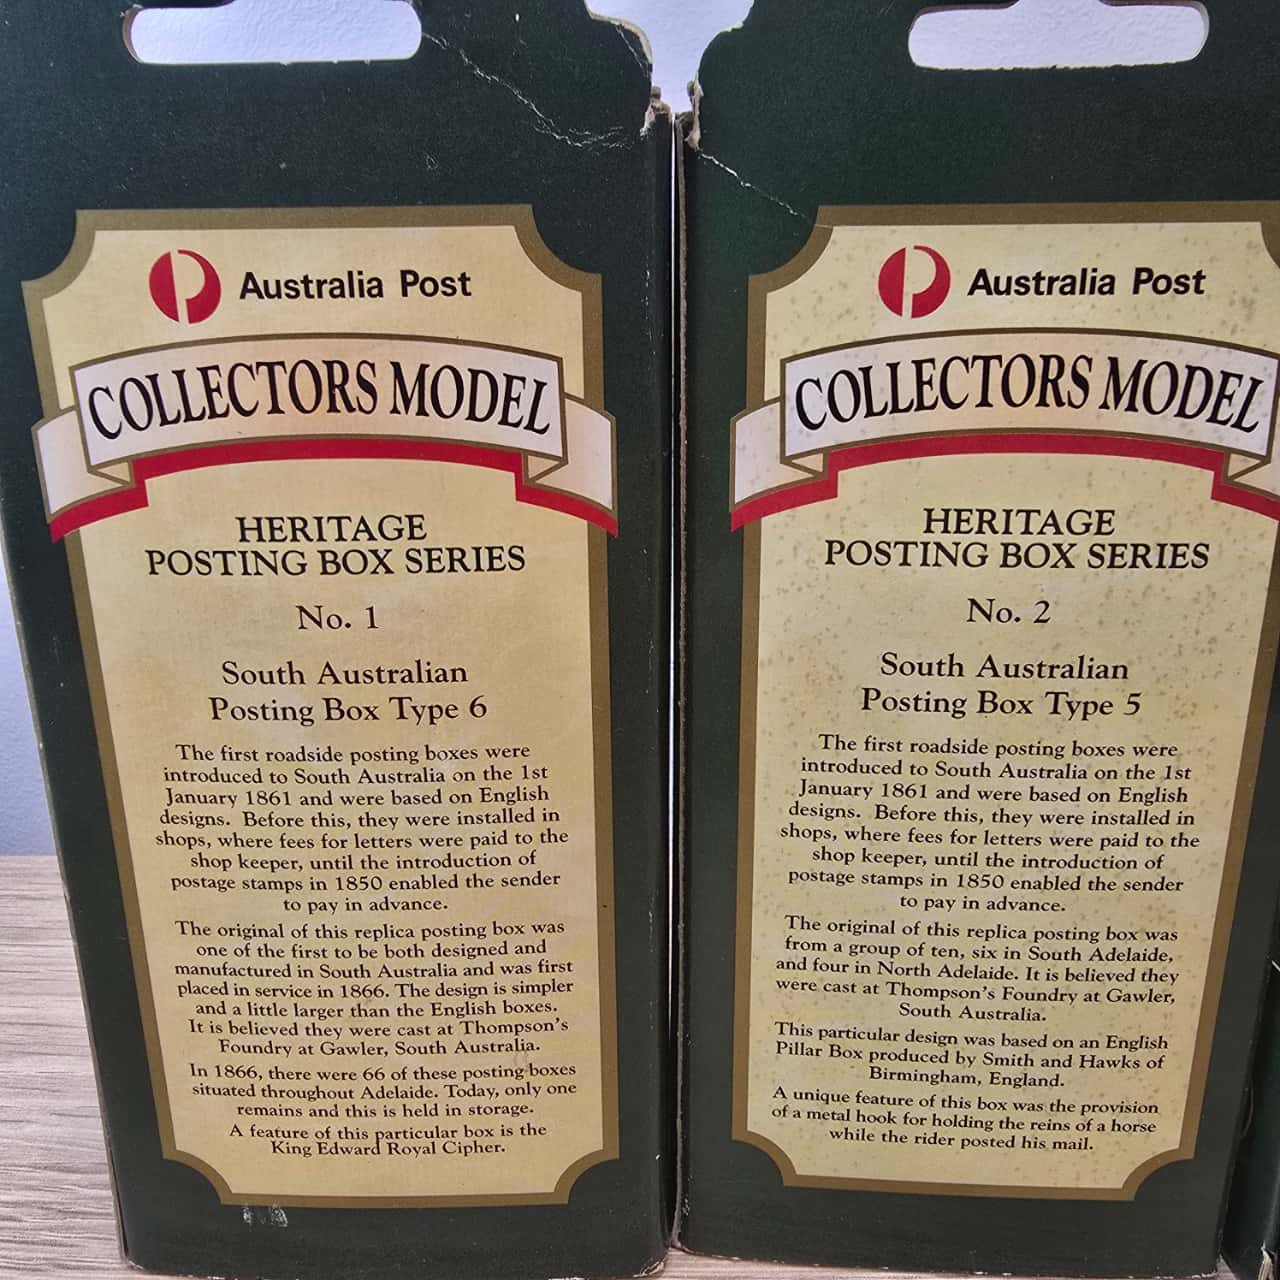 Australia Post
COLLECTORS MODEL
HERITAGE
POSTING BOX SERIES
No. 1
South Australian
Posting Box Type 6
The first roadside posting boxes were
introduced to South Australia on the 1st
January 1861 and were based on English
designs. Before this, they were installed in
shops, where fees for letters were paid to the
shop keeper, until the introduction of
postage stamps in 1850 enabled the sender
to pay in advance.
The original of this replica posting box was
one of the first to be both designed and
manufactured in South Australia and was first
placed in service in 1866. The design is simpler
and a little larger than the English boxes.
It is believed they were cast at Thompson's
Foundry at Gawler, South Australia.
In 1866, there were 66 of these posting boxes
situated throughout Adelaide. Today, only one
remains and this is held in storage.
A feature of this particular box is the
King Edward Royal Cipher.
Australia Post
COLLECTORS MODEL
HERITAGE
POSTING BOX SERIES
No. 2
South Australian
Posting Box Type 5
The first roadside posting boxes were
introduced to South Australia on the 1st
January 1861 and were based on English
designs. Before this, they were installed in
shops, where fees for letters were paid to the
shop keeper, until the introduction of
postage stamps in 1850 enabled the sender
to pay in advance.
The original of this replica posting box was
from a group of ten, six in South Adelaide,
and four in North Adelaide. It is believed they
were cast at Thompson's Foundry at Gawler,
South Australia.
This particular design was based on an English
Pillar Box produced by Smith and Hawks of
Birmingham, England.
A unique feature of this box was the provision
of a metal hook for holding the reins of a horse
while the rider posted his mail.